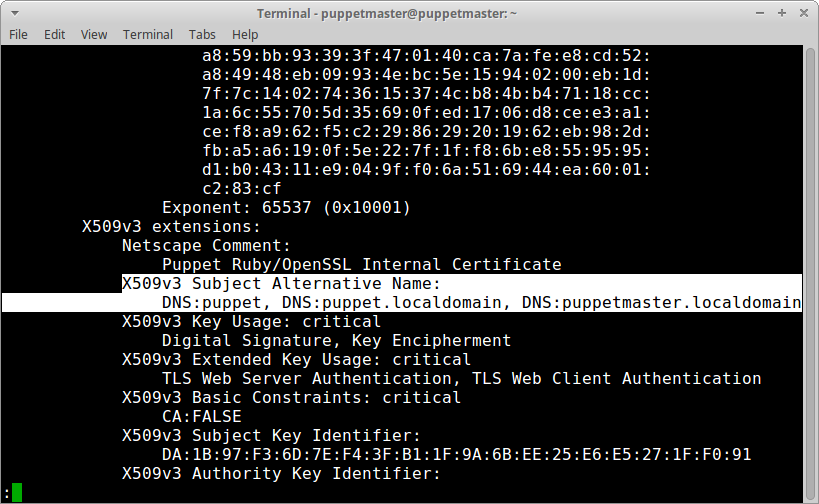 Terminal - puppetmaster@puppetmaster: ~
File Edit View Terminal Tabs Help
a8:59:bb:93:39:3f:47:01:40:ca:7a:fe:e8:cd:52:
a8:49:48:eb:09:93:4e:bc:5e:15:94:02:00:eb:1d:
7f:7c:14:02:74:36:15:37:4c:b8:4b:b4:71:18:cc:
1a:6c:55:70:5d:35:69:0f:ed:17:06:d8:ce:e3:a1:
ce:f8:a9:62:f5:c2:29:86:29:20:19:62:eb:98:2d:
fb:a5:a6:19:0f:5e:22:7f:1f:f8:6b:e8:55:95:95:
d1:b0:43:11:e9:04:9f:f0:6a:51:69:44:ea:60:01:
c2:83:cf
Exponent: 65537 (0x10001)
X509v3 extensions:
Netscape Comment:
Puppet Ruby/OpenSSL Internal Certificate
X509v3 Subject Alternative Name:
DNS:puppet, DNS:puppet.localdomain, DNS:puppetmaster.localdomain
X509v3 Key Usage: critical
Digital Signature, Key Encipherment
X509v3 Extended Key Usage: critical
TLS Web Server Authentication, TLS Web Client Authentication
X509v3 Basic Constraints: critical
CA:FALSE
X509v3 Subject Key Identifier:
DA:1B:97:F3:6D:7E:F4:3F:B1:1F:9A:6B:EE:25:E6:E5:27:1F:F0:91
X509v3 Authority Key Identifier:
: